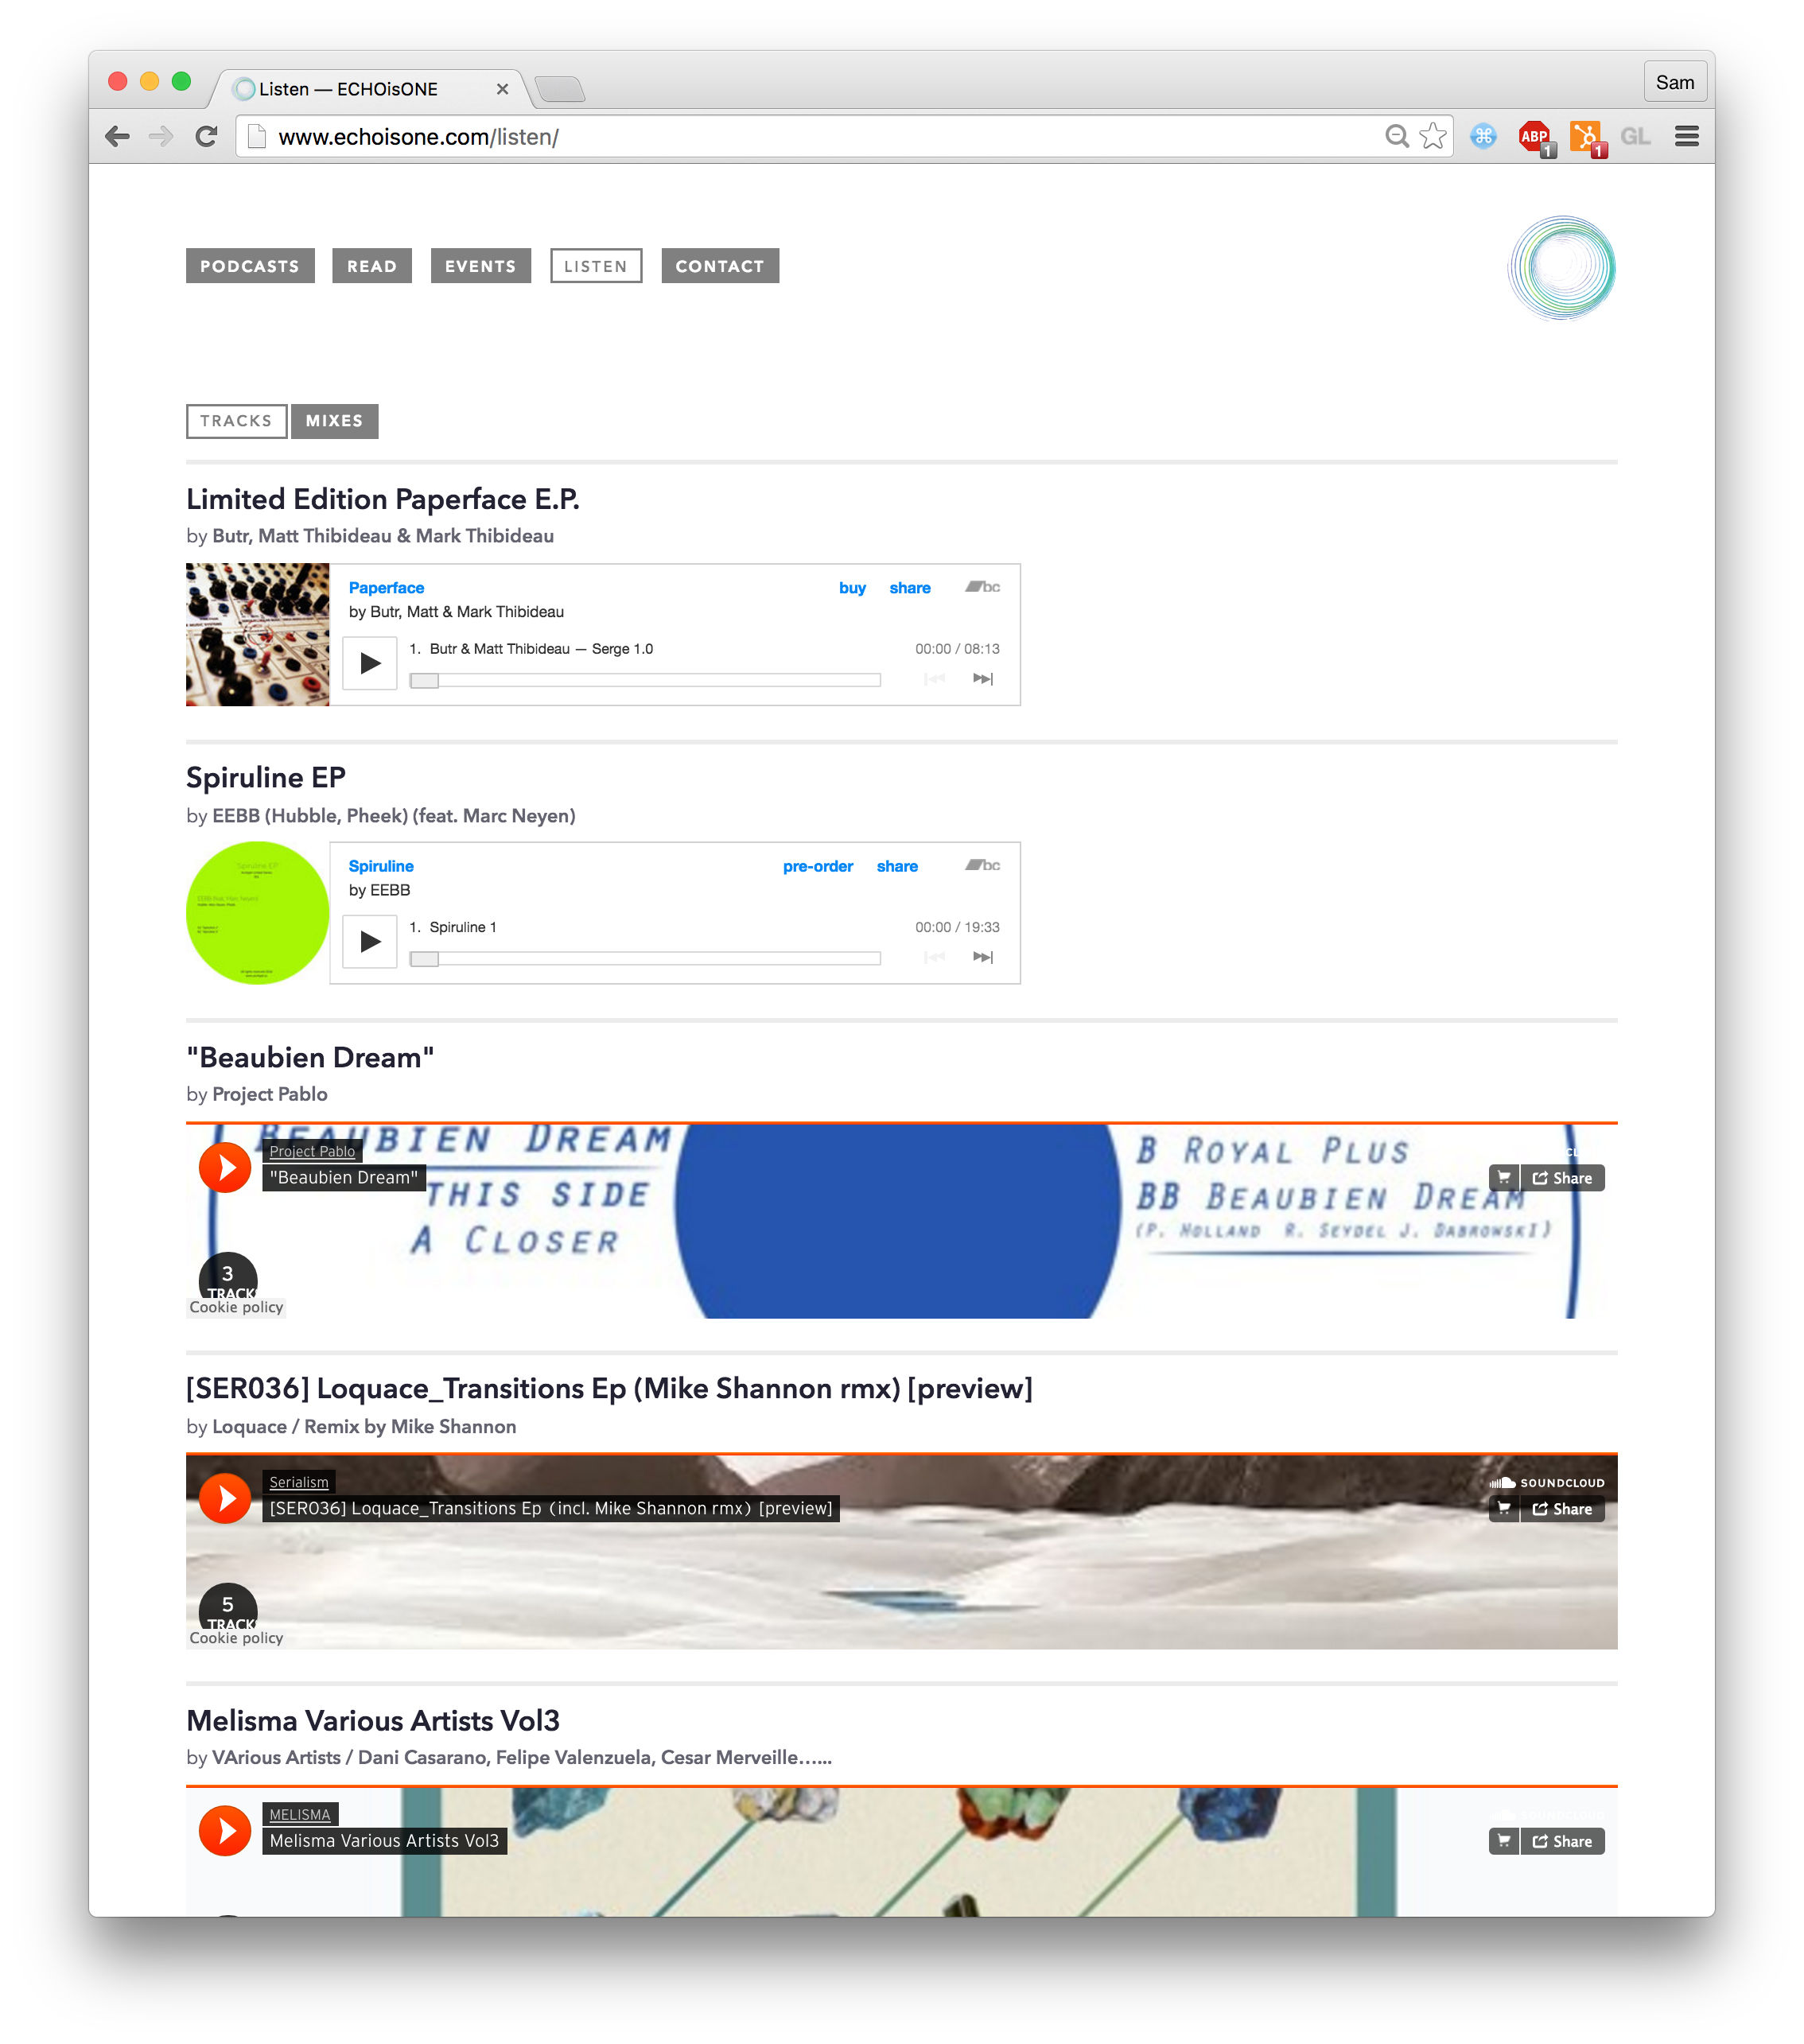 Listen — ECHOisONE
Sam
www.echoisone.com/listen/
ABP
1
1
GL
PODCASTS READ EVENTS LISTEN CONTACT
TRACKS MIXES
Limited Edition Paperface E.P.
by Butr, Matt Thibideau & Mark Thibideau
Paperface buy share bc
by Butr, Matt & Mark Thibideau
1. Butr & Matt Thibideau — Serge 1.0 00:00 / 08:13
Spiruline EP
by EEBB (Hubble, Pheek) (feat. Marc Neyen)
Spiruline pre-order share bc
by EEBB
1. Spiruline 1 00:00 / 19:33
"Beaubien Dream"
by Project Pablo
BEAUBIEN DREAM
Project Pablo
"Beaubien Dream"
THIS SIDE
A CLOSER
B ROYAL PLUS
BB BEAUBIEN DREAM
(P. HOLLAND R. SEYDEL J. DABROWSKI)
Share
3
TRACKS
Cookie policy
[SER036] Loquace_Transitions Ep (Mike Shannon rmx) [preview]
by Loquace / Remix by Mike Shannon
Serialism
SOUNDCLOUD
[SER036] Loquace_Transitions Ep (incl. Mike Shannon rmx) [preview]
Share
5
TRACKS
Cookie policy
Melisma Various Artists Vol3
by VArious Artists / Dani Casarano, Felipe Valenzuela, Cesar Merveille…...
MELISMA
Melisma Various Artists Vol3
Share